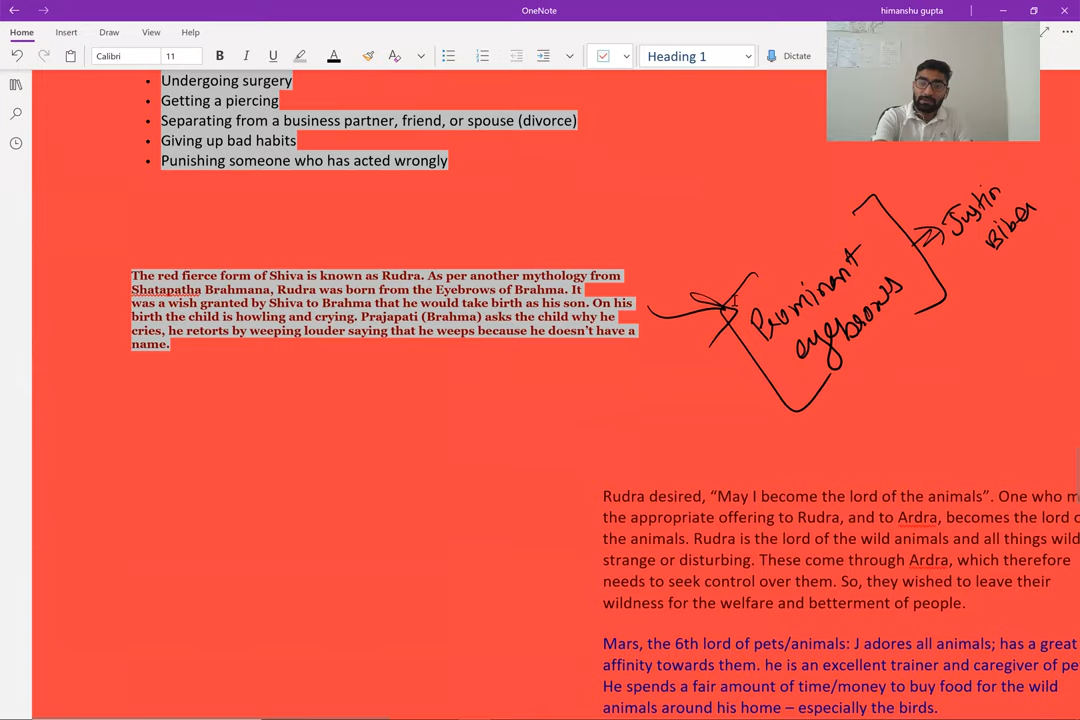 OneNote
himanshu gupta
Home Insert Draw View Help
Calibri 11 B I U A Heading 1 Dictate
Undergoing surgery
Getting a piercing
Separating from a business partner, friend, or spouse (divorce)
Giving up bad habits
Punishing someone who has acted wrongly
The red fierce form of Shiva is known as Rudra. As per another mythology from
Shatapatha Brahmana, Rudra was born from the Eyebrows of Brahma. It
was a wish granted by Shiva to Brahma that he would take birth as his son. On his
birth the child is howling and crying. Prajapati (Brahma) asks the child why he
cries, he retorts by weeping louder saying that he weeps because he doesn't have a
name.
Prominent
eyebrows
Justin
Biber
Rudra desired, "May I become the lord of the animals". One who m
the appropriate offering to Rudra, and to Ardra, becomes the lord o
the animals. Rudra is the lord of the wild animals and all things wild
strange or disturbing. These come through Ardra, which therefore
needs to seek control over them. So, they wished to leave their
wildness for the welfare and betterment of people.
Mars, the 6th lord of pets/animals: J adores all animals; has a great
affinity towards them. he is an excellent trainer and caregiver of pe
He spends a fair amount of time/money to buy food for the wild
animals around his home – especially the birds.